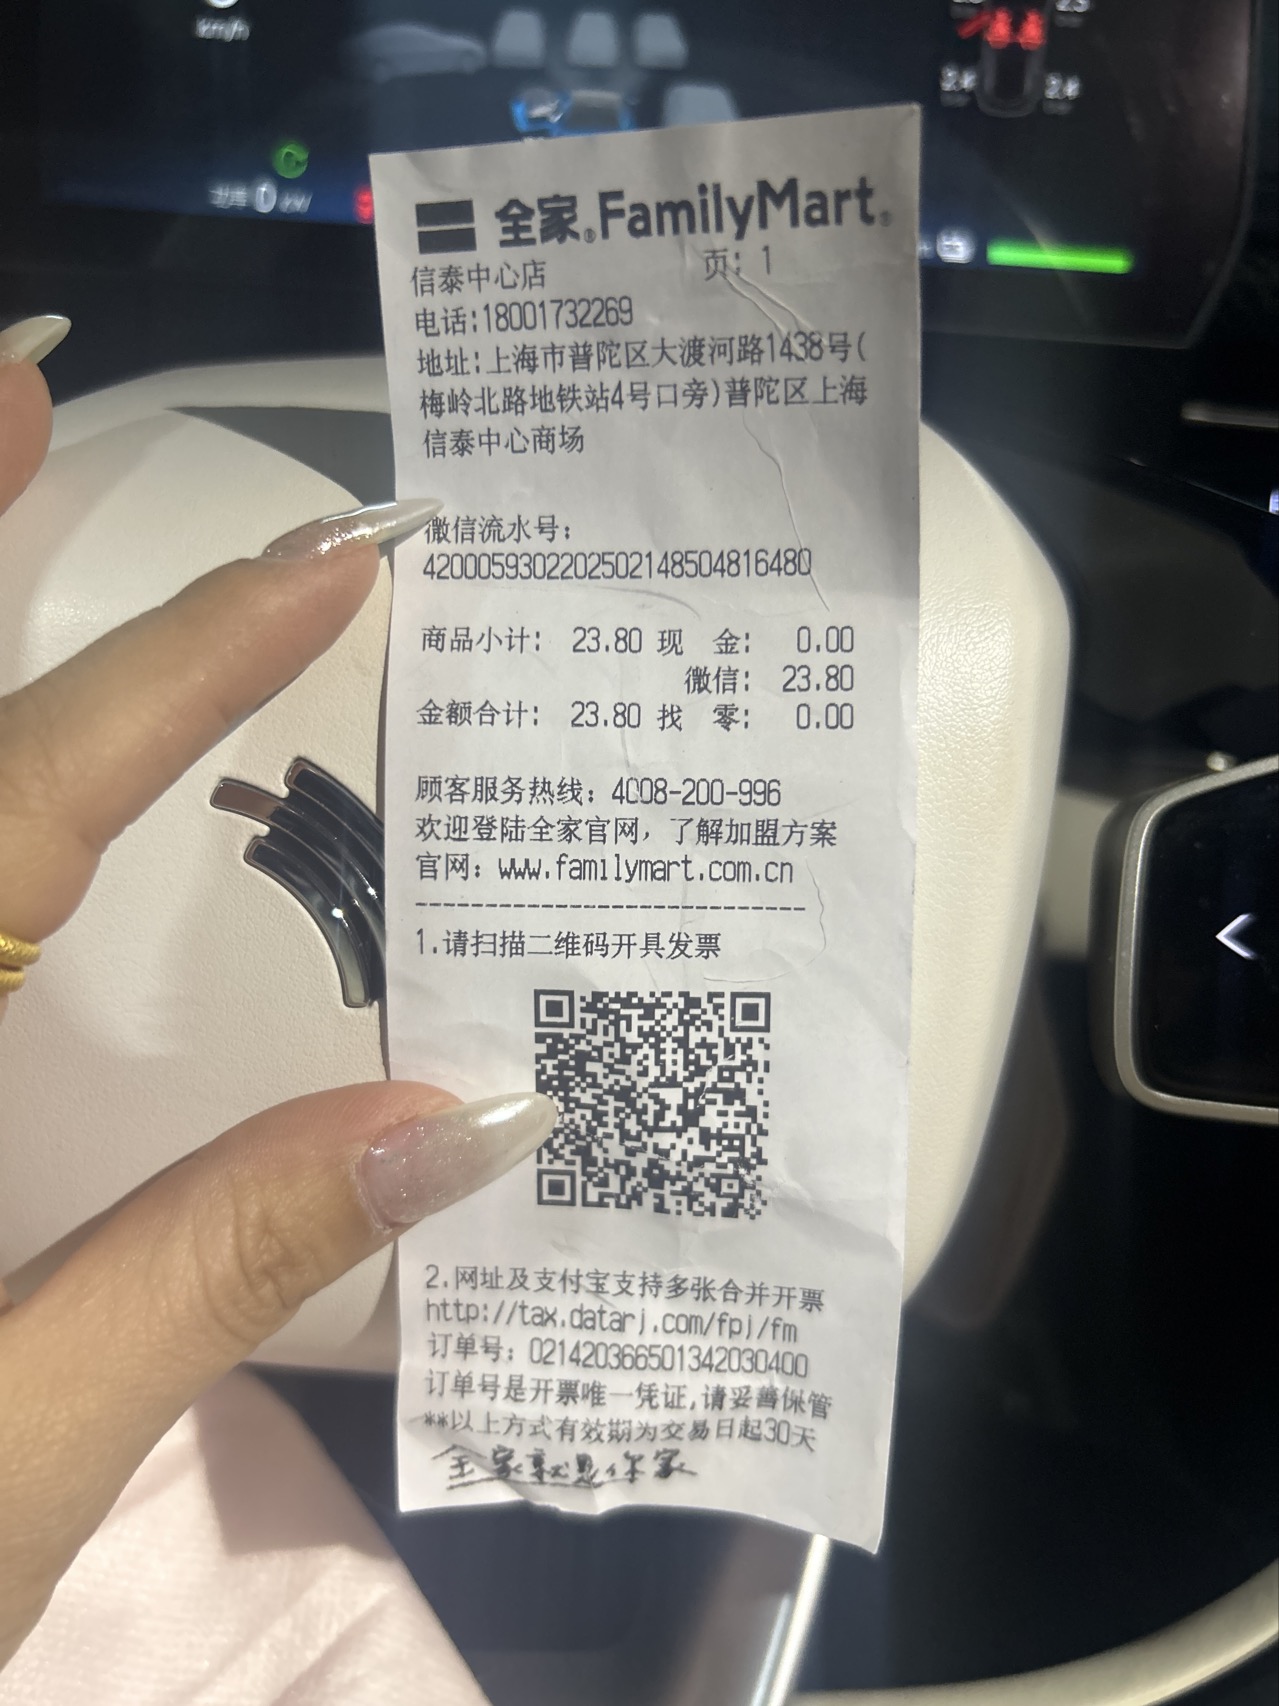 km/h
2.5
2.4 2.4
全家®FamilyMart®
信泰中心店 页: 1
电话:18001732269
地址:上海市普陀区大渡河路1438号(
梅岭北路地铁站4号口旁)普陀区上海
信泰中心商场
微信流水号:
4200059302202502148504816480
商品小计: 23.80 现 金: 0.00
微信: 23.80
金额合计: 23.80 找 零: 0.00
顾客服务热线: 4008-200-996
欢迎登陆全家官网, 了解加盟方案
官网: www.familymart.com.cn
----------------------------
1.请扫描二维码开具发票
2.网址及支付宝支持多张合并开票
http://tax.datarj.com/fpj/fm
订单号: 021420366501342030400
订单号是开票唯一凭证,请妥善保管
**以上方式有效期为交易日起30天
全家就是你家